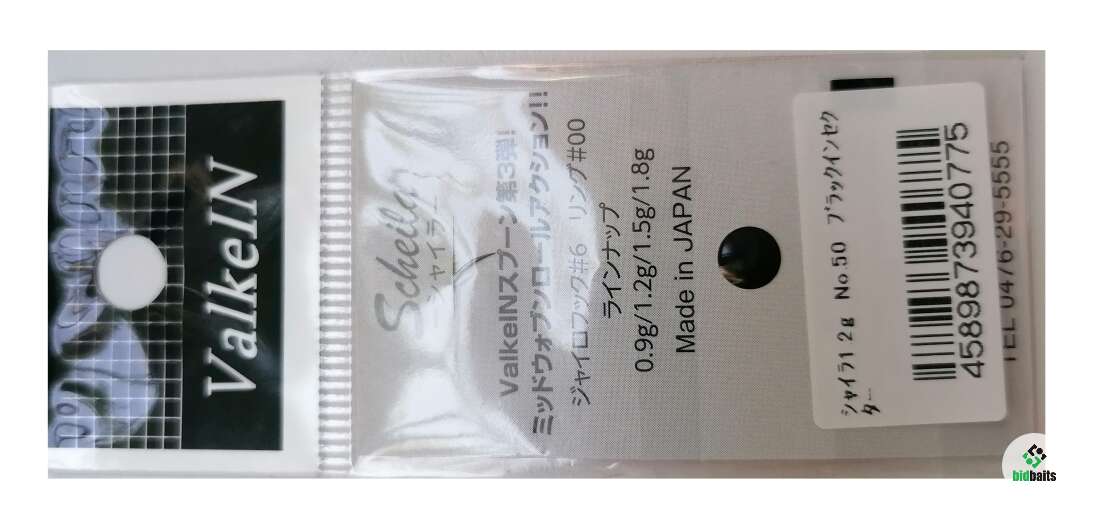 ValkeIN
Scheila
シャイラ
ValkeINスプーン第3弾!
ミッドウォブンロールアクション!!
ジャイロフック#6 リング#00
ラインナップ
0.9g/1.2g/1.5g/1.8g
Made in JAPAN
シャイラ1 2g No50 ブラックインセク
タ-
4589873940775
TEL 0476-29-5555
bidbaits